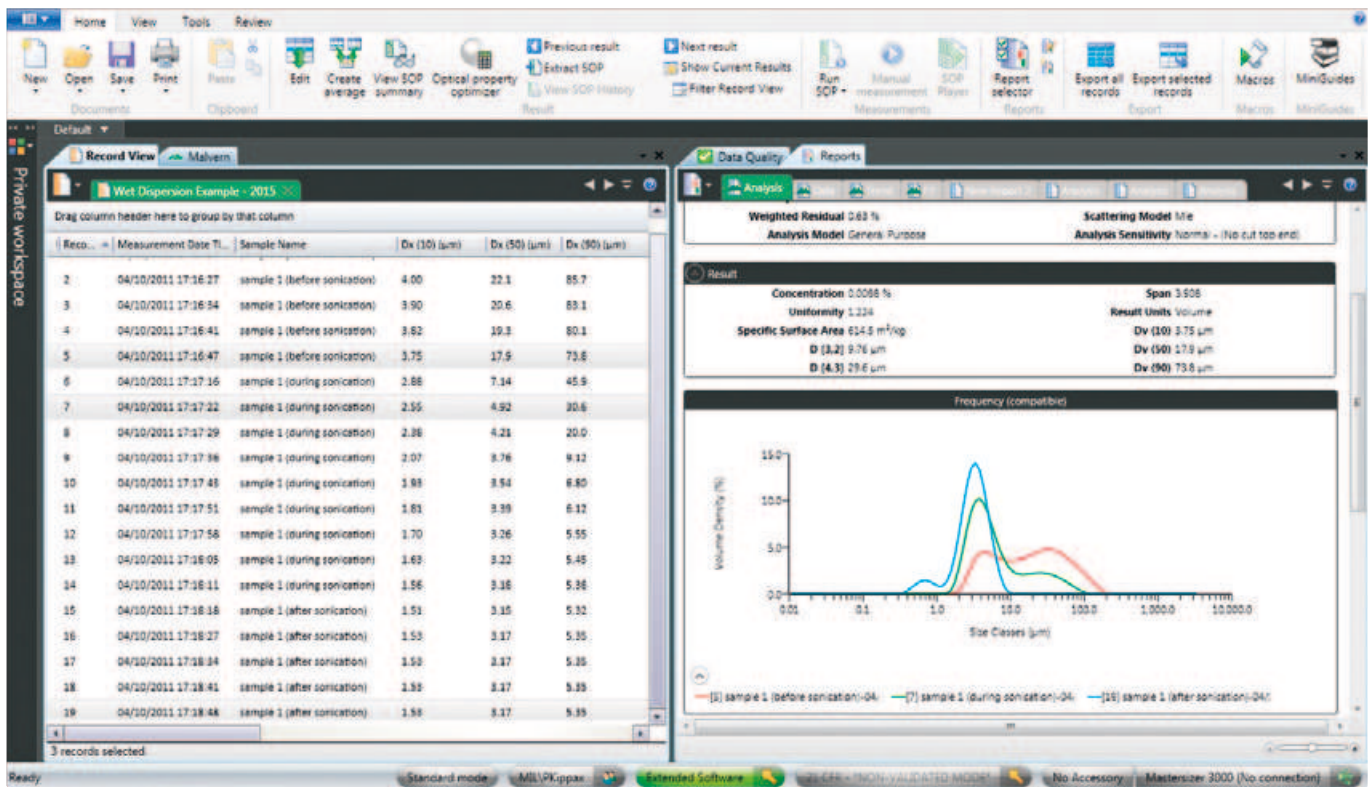 Home View Tools Review
New Open Save Print Paste Edit Create average View SOP summary Optical property optimizer Previous result Extract SOP View SOP History Next result Show Current Results Filter Record View Run SOP Manual measurement SOP Player Report selector Export all records Export selected records Macros MiniGuides
Documents Clipboard Result Measurements Reports Export Macros MiniGuides
Default
Private workspace
Record View Malvern
Wet Dispersion Example - 2015
Drag column header here to group by that column
Reco... Measurement Date Ti... Sample Name Dx (10) (µm) Dx (50) (µm) Dx (90) (µm)
2 04/10/2011 17:16:27 sample 1 (before sonication) 4.00 22.1 85.7
3 04/10/2011 17:16:34 sample 1 (before sonication) 3.90 20.6 83.1
4 04/10/2011 17:16:41 sample 1 (before sonication) 3.82 19.3 80.1
5 04/10/2011 17:16:47 sample 1 (before sonication) 3.75 17.9 73.8
6 04/10/2011 17:17:16 sample 1 (during sonication) 2.88 7.14 45.9
7 04/10/2011 17:17:22 sample 1 (during sonication) 2.55 4.92 30.6
8 04/10/2011 17:17:29 sample 1 (during sonication) 2.36 4.21 20.0
9 04/10/2011 17:17:36 sample 1 (during sonication) 2.07 3.76 9.12
10 04/10/2011 17:17:43 sample 1 (during sonication) 1.93 3.54 6.80
11 04/10/2011 17:17:51 sample 1 (during sonication) 1.81 3.39 6.12
12 04/10/2011 17:17:58 sample 1 (during sonication) 1.70 3.26 5.55
13 04/10/2011 17:18:05 sample 1 (during sonication) 1.63 3.22 5.45
14 04/10/2011 17:18:11 sample 1 (during sonication) 1.56 3.18 5.36
15 04/10/2011 17:18:18 sample 1 (after sonication) 1.51 3.15 5.32
16 04/10/2011 17:18:27 sample 1 (after sonication) 1.53 3.17 5.35
17 04/10/2011 17:18:34 sample 1 (after sonication) 1.53 3.17 5.35
18 04/10/2011 17:18:41 sample 1 (after sonication) 1.53 3.17 5.35
19 04/10/2011 17:18:48 sample 1 (after sonication) 1.53 3.17 5.35
3 records selected
Data Quality Reports
Analysis
Weighted Residual 0.63 % Scattering Model Mie
Analysis Model General Purpose Analysis Sensitivity Normal - (No cut top end)
Result
Concentration % Span
Uniformity 1.224 Result Units Volume
Specific Surface Area 614.5 m²/kg Dv (10) 3.75 µm
D [3,2] 9.76 µm Dv (50) 17.9 µm
D [4,3] 29.6 µm Dv (90) 73.8 µm
Frequency (compatible)
Volume Density (%)
15.0
10.0
5.0
0.0
0.01 0.1 1.0 10.0 100.0 1,000.0 10,000.0
Size Classes (µm)
[5] sample 1 (before sonication)-04/ [7] sample 1 (during sonication)-04/ [19] sample 1 (after sonication)-04/
Ready Standard mode MIL\PKippax Extended Software 21 CFR - *NON-VALIDATED MODE* No Accessory Mastersizer 3000 (No connection)